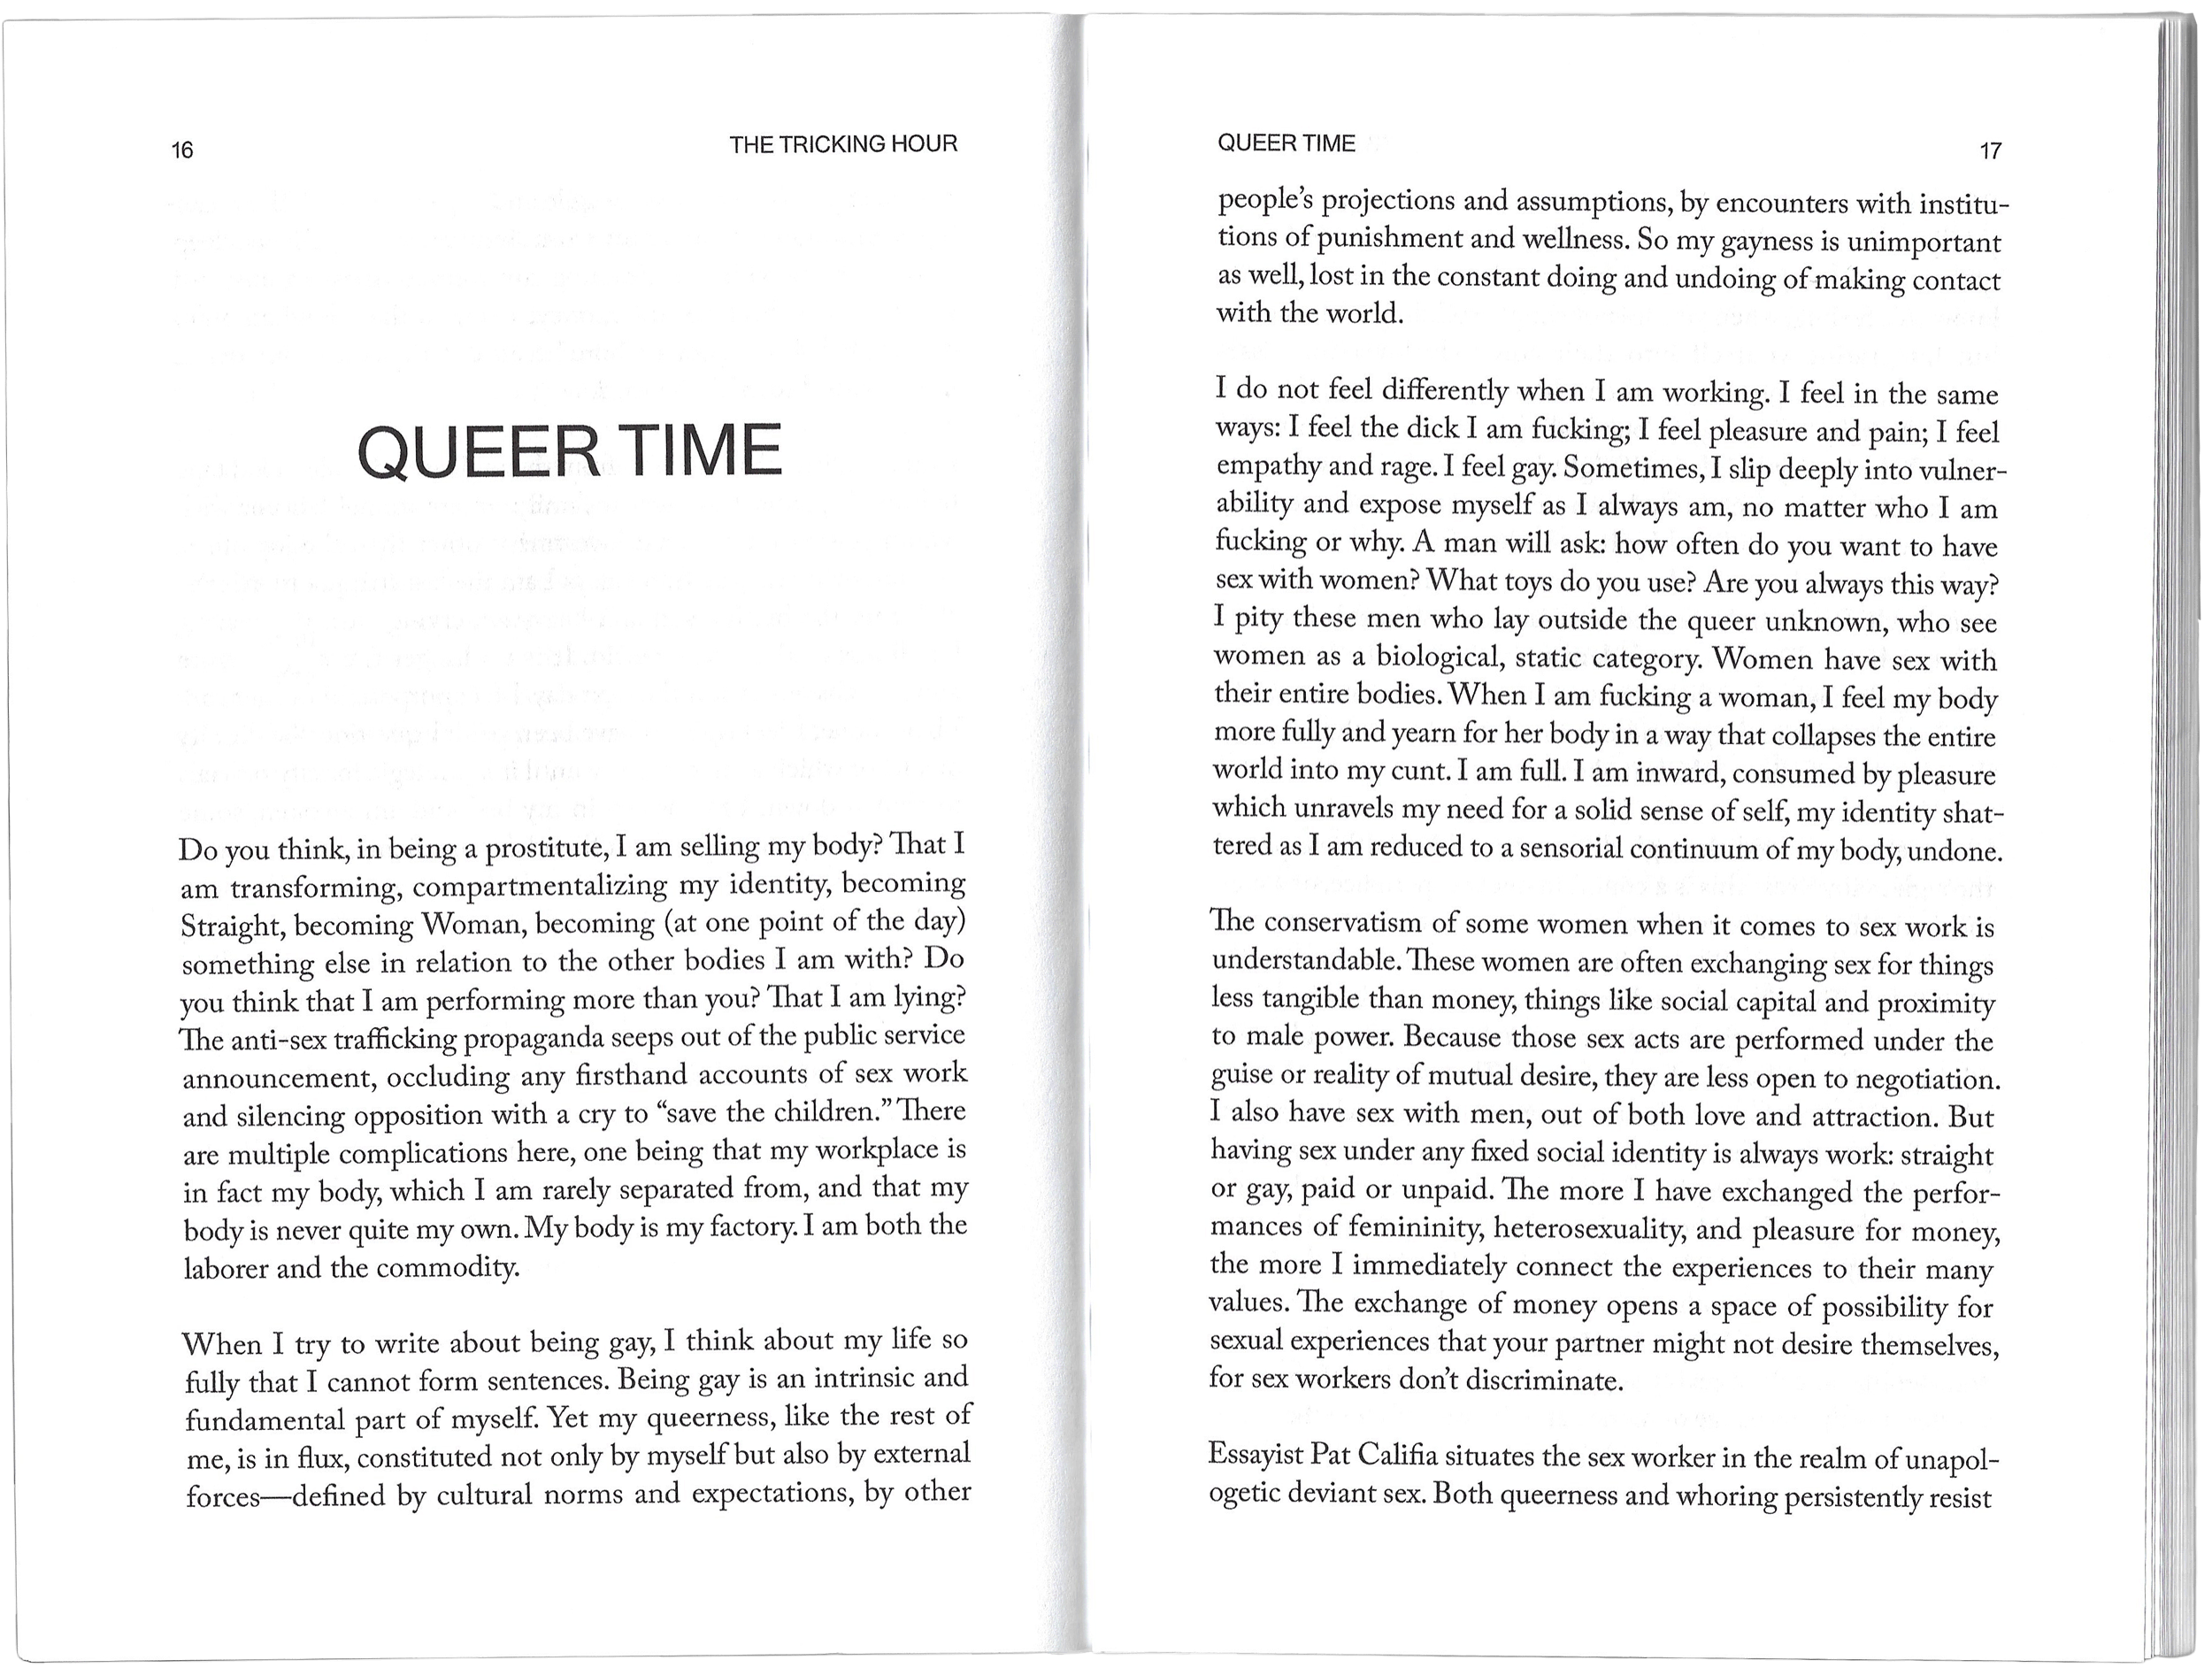 16
THE TRICKING HOUR
QUEER TIME
Do you think, in being a prostitute, I am selling my body? That I
am transforming, compartmentalizing my identity, becoming
Straight, becoming Woman, becoming (at one point of the day)
something else in relation to the other bodies I am with? Do
you think that I am performing more than you? That I am lying?
The anti-sex trafficking propaganda seeps out of the public service
announcement, occluding any firsthand accounts of sex work
and silencing opposition with a cry to “save the children.” There
are multiple complications here, one being that my workplace is
in fact my body, which I am rarely separated from, and that my
body is never quite my own. My body is my factory. I am both the
laborer and the commodity.
When I try to write about being gay, I think about my life so
fully that I cannot form sentences. Being gay is an intrinsic and
fundamental part of myself. Yet my queerness, like the rest of
me, is in flux, constituted not only by myself but also by external
forces—defined by cultural norms and expectations, by other
QUEER TIME
17
people’s projections and assumptions, by encounters with institu-
tions of punishment and wellness. So my gayness is unimportant
as well, lost in the constant doing and undoing of making contact
with the world.
I do not feel differently when I am working. I feel in the same
ways: I feel the dick I am fucking; I feel pleasure and pain; I feel
empathy and rage. I feel gay. Sometimes, I slip deeply into vulner-
ability and expose myself as I always am, no matter who I am
fucking or why. A man will ask: how often do you want to have
sex with women? What toys do you use? Are you always this way?
I pity these men who lay outside the queer unknown, who see
women as a biological, static category. Women have sex with
their entire bodies. When I am fucking a woman, I feel my body
more fully and yearn for her body in a way that collapses the entire
world into my cunt. I am full. I am inward, consumed by pleasure
which unravels my need for a solid sense of self, my identity shat-
tered as I am reduced to a sensorial continuum of my body, undone.
The conservatism of some women when it comes to sex work is
understandable. These women are often exchanging sex for things
less tangible than money, things like social capital and proximity
to male power. Because those sex acts are performed under the
guise or reality of mutual desire, they are less open to negotiation.
I also have sex with men, out of both love and attraction. But
having sex under any fixed social identity is always work: straight
or gay, paid or unpaid. The more I have exchanged the perfor-
mances of femininity, heterosexuality, and pleasure for money,
the more I immediately connect the experiences to their many
values. The exchange of money opens a space of possibility for
sexual experiences that your partner might not desire themselves,
for sex workers don’t discriminate.
Essayist Pat Califia situates the sex worker in the realm of unapol-
ogetic deviant sex. Both queerness and whoring persistently resist